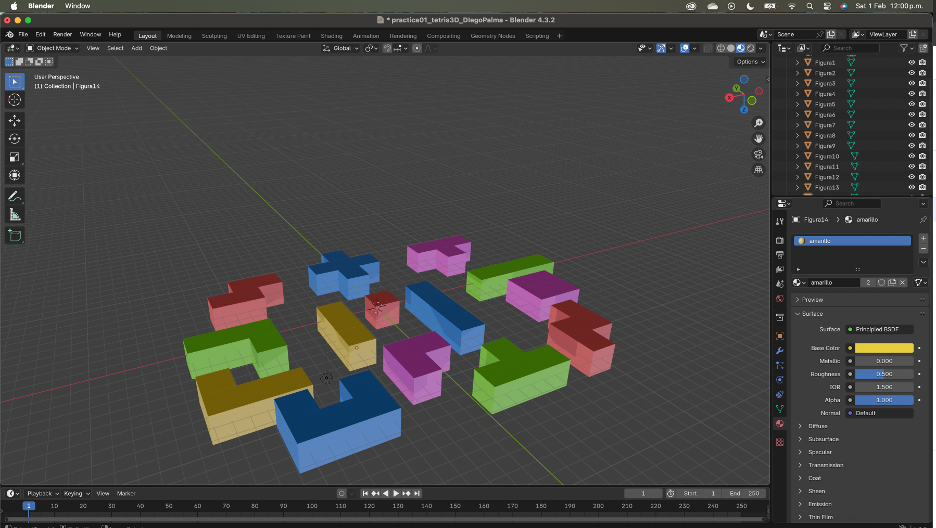 Blender Window Sat 1 Feb 12:00 p.m.
* practica01_tetris3D_DIegoPalma - Blender 4.3.2
File Edit Render Window Help Layout Modeling Sculpting UV Editing Texture Paint Shading Animation Rendering Compositing Geometry Nodes Scripting + Scene ViewLayer
Object Mode View Select Add Object Global Search
Options
User Perspective
(1) Collection | Figura14
X
Y
Z
Figura1
Figura2
Figura3
Figura4
Figura5
Figura6
Figura7
Figura8
Figura9
Figura10
Figura11
Figura12
Figura13
Search
Figura14 > amarillo
amarillo
amarillo 2
Preview
Surface
Surface Principled BSDF
Base Color
Metallic 0.000
Roughness 0.500
IOR 1.500
Alpha 1.000
Normal Default
Diffuse
Subsurface
Specular
Transmission
Coat
Sheen
Emission
Thin Film
Playback Keying View Marker 1 Start 1 End 250
1 10 20 30 40 50 60 70 80 90 100 110 120 130 140 150 160 170 180 190 200 210 220 230 240 250